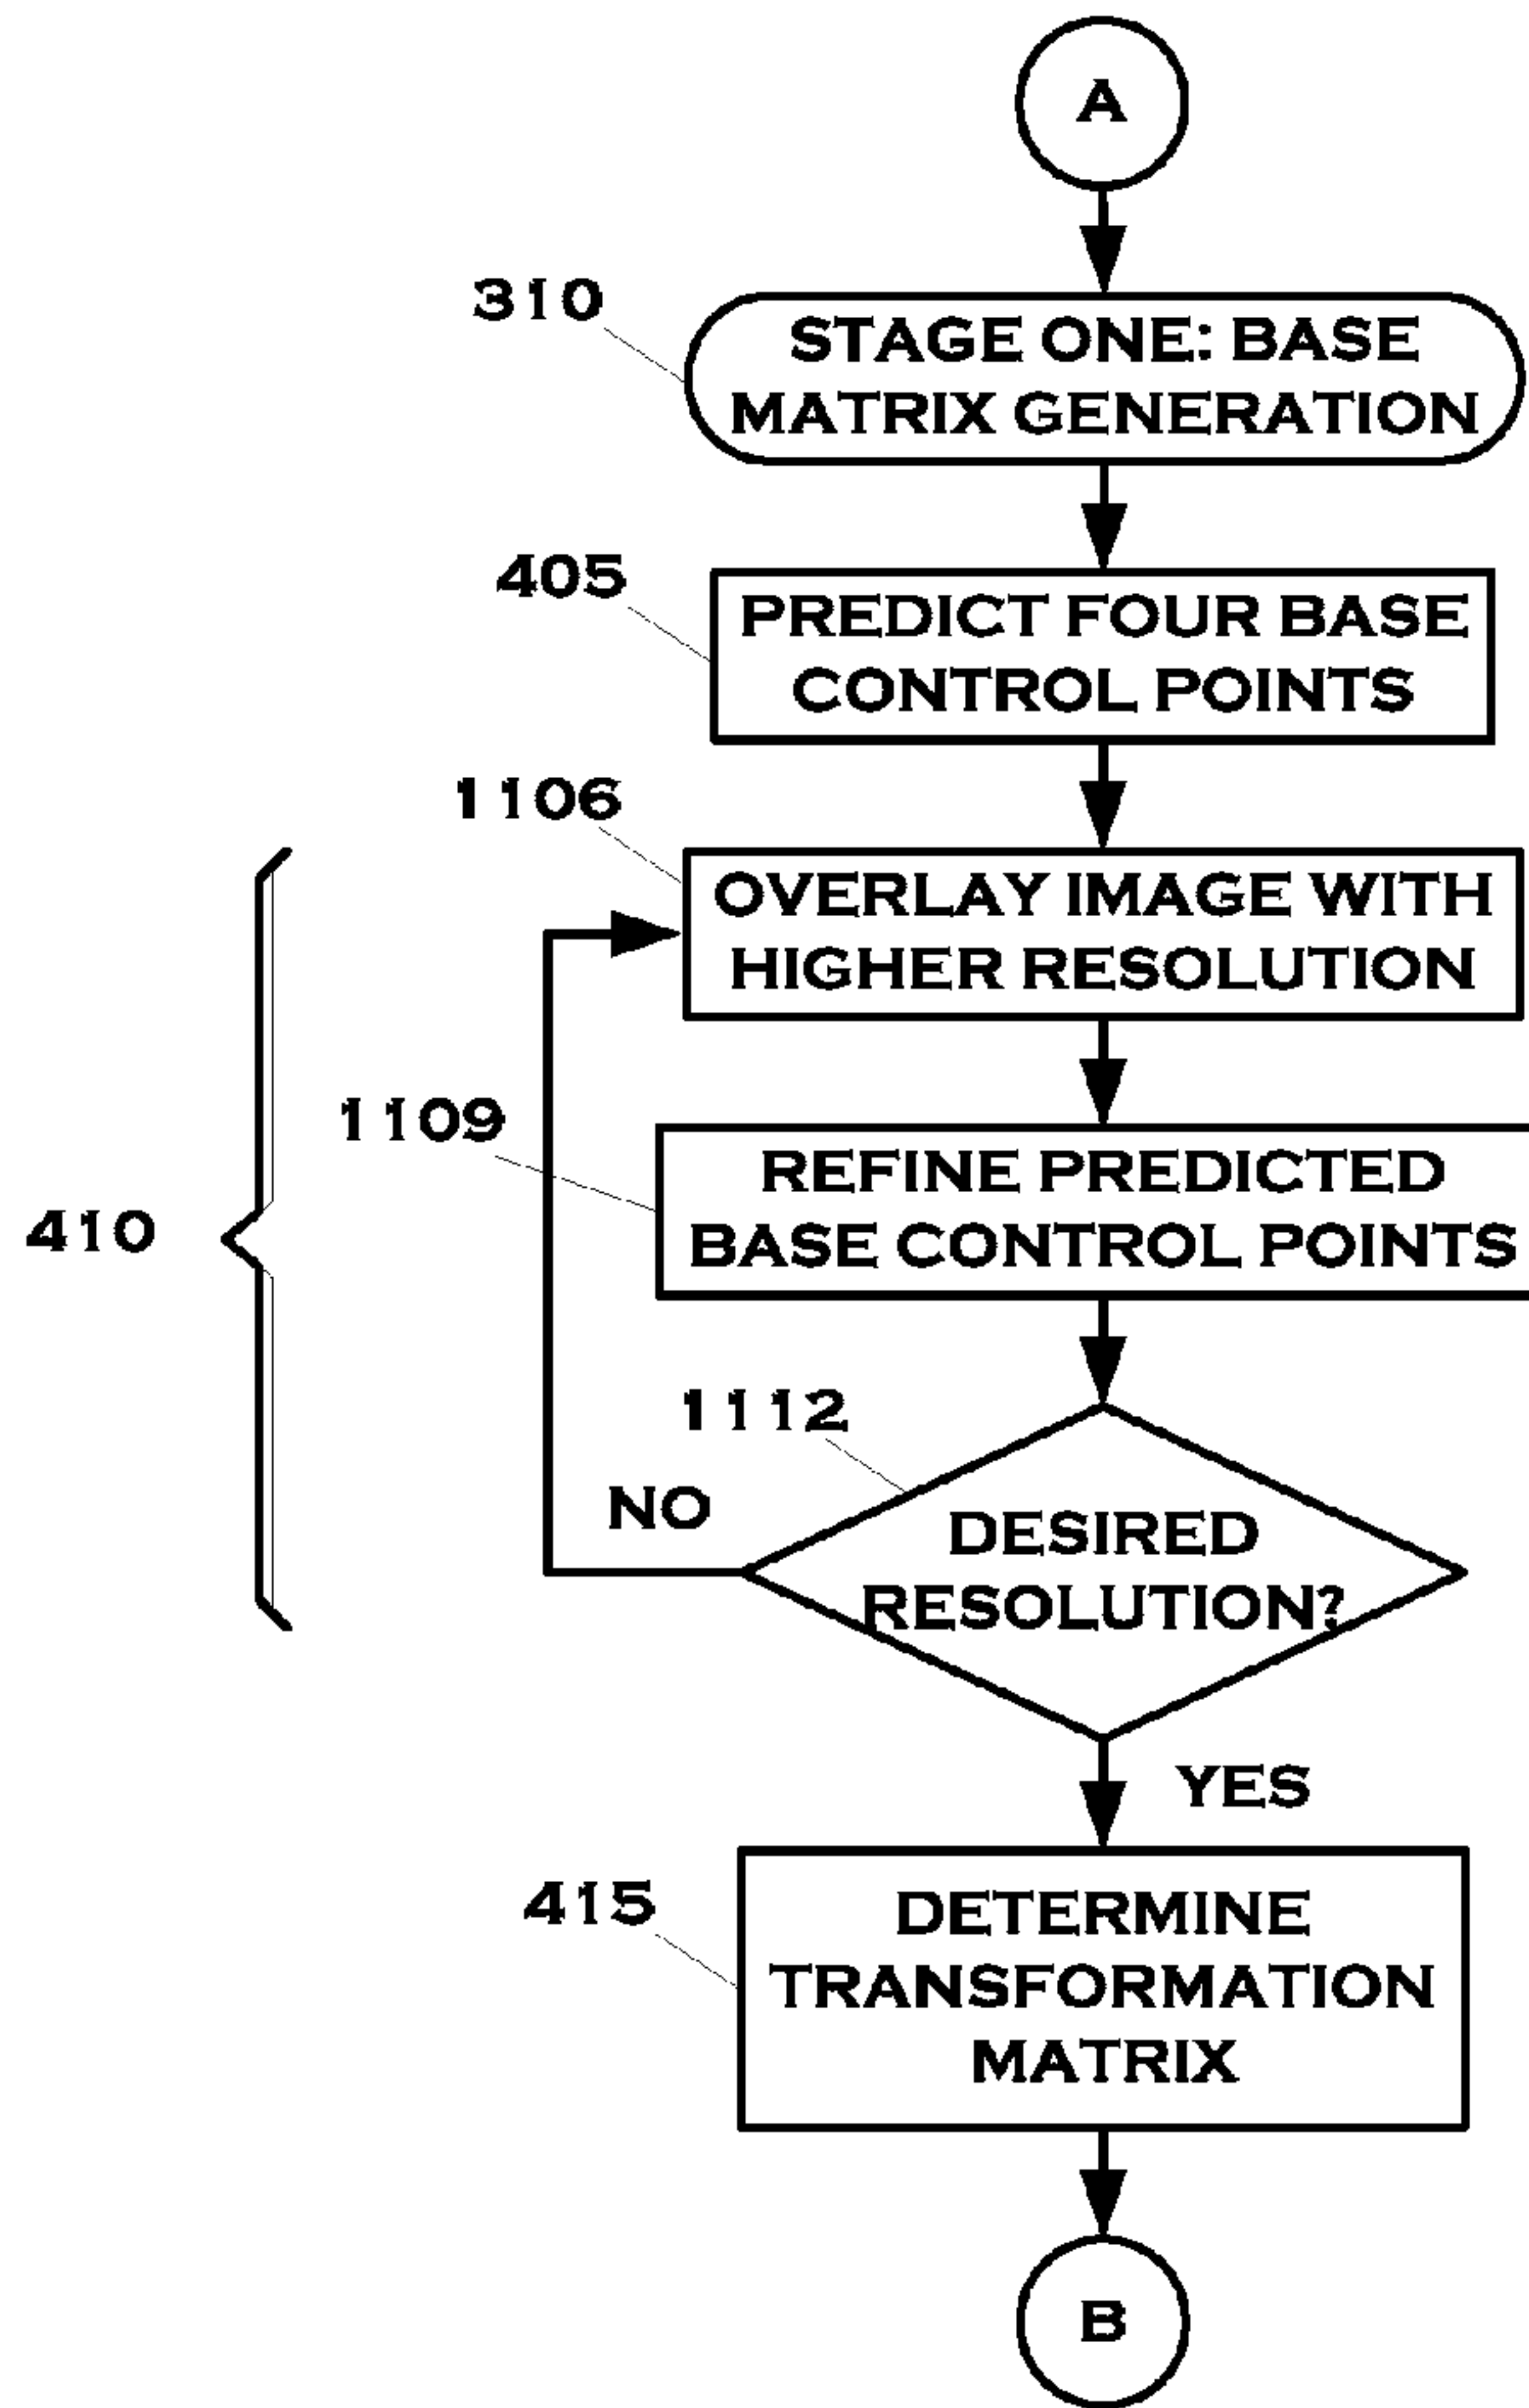 A
310
STAGE ONE: BASE
MATRIX GENERATION
405
PREDICT FOUR BASE
CONTROL POINTS
1106
OVERLAY IMAGE WITH
HIGHER RESOLUTION
1109
REFINE PREDICTED
BASE CONTROL POINTS
410
1112
NO
DESIRED
RESOLUTION?
YES
415
DETERMINE
TRANSFORMATION
MATRIX
B